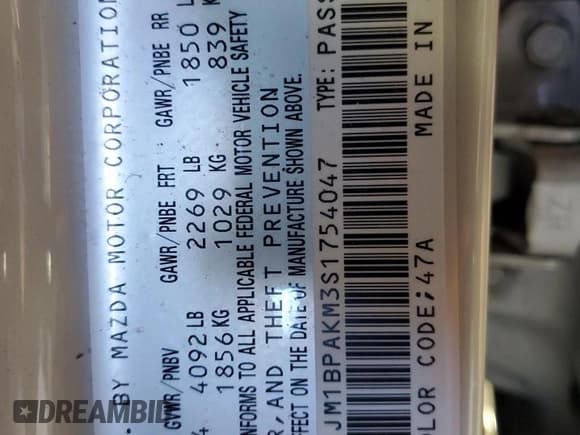 BY MAZDA MOTOR CORPORATION
GVWR/PNBV GAWR/PNBE FRT : GAWR/PNBE RR
4092 LB 2269 LB 1850 L
1856 KG 1029 KG 839 K
NFORMS TO ALL APPLICABLE FEDERAL MOTOR VEHICLE SAFETY
R, AND THEFT PREVENTION
FFECT ON THE DATE OF MANUFACTURE SHOWN ABOVE.
JM1BPAKM3S1754047 TYPE: PASS
LOR CODE;47A MADE IN
DREAMBID